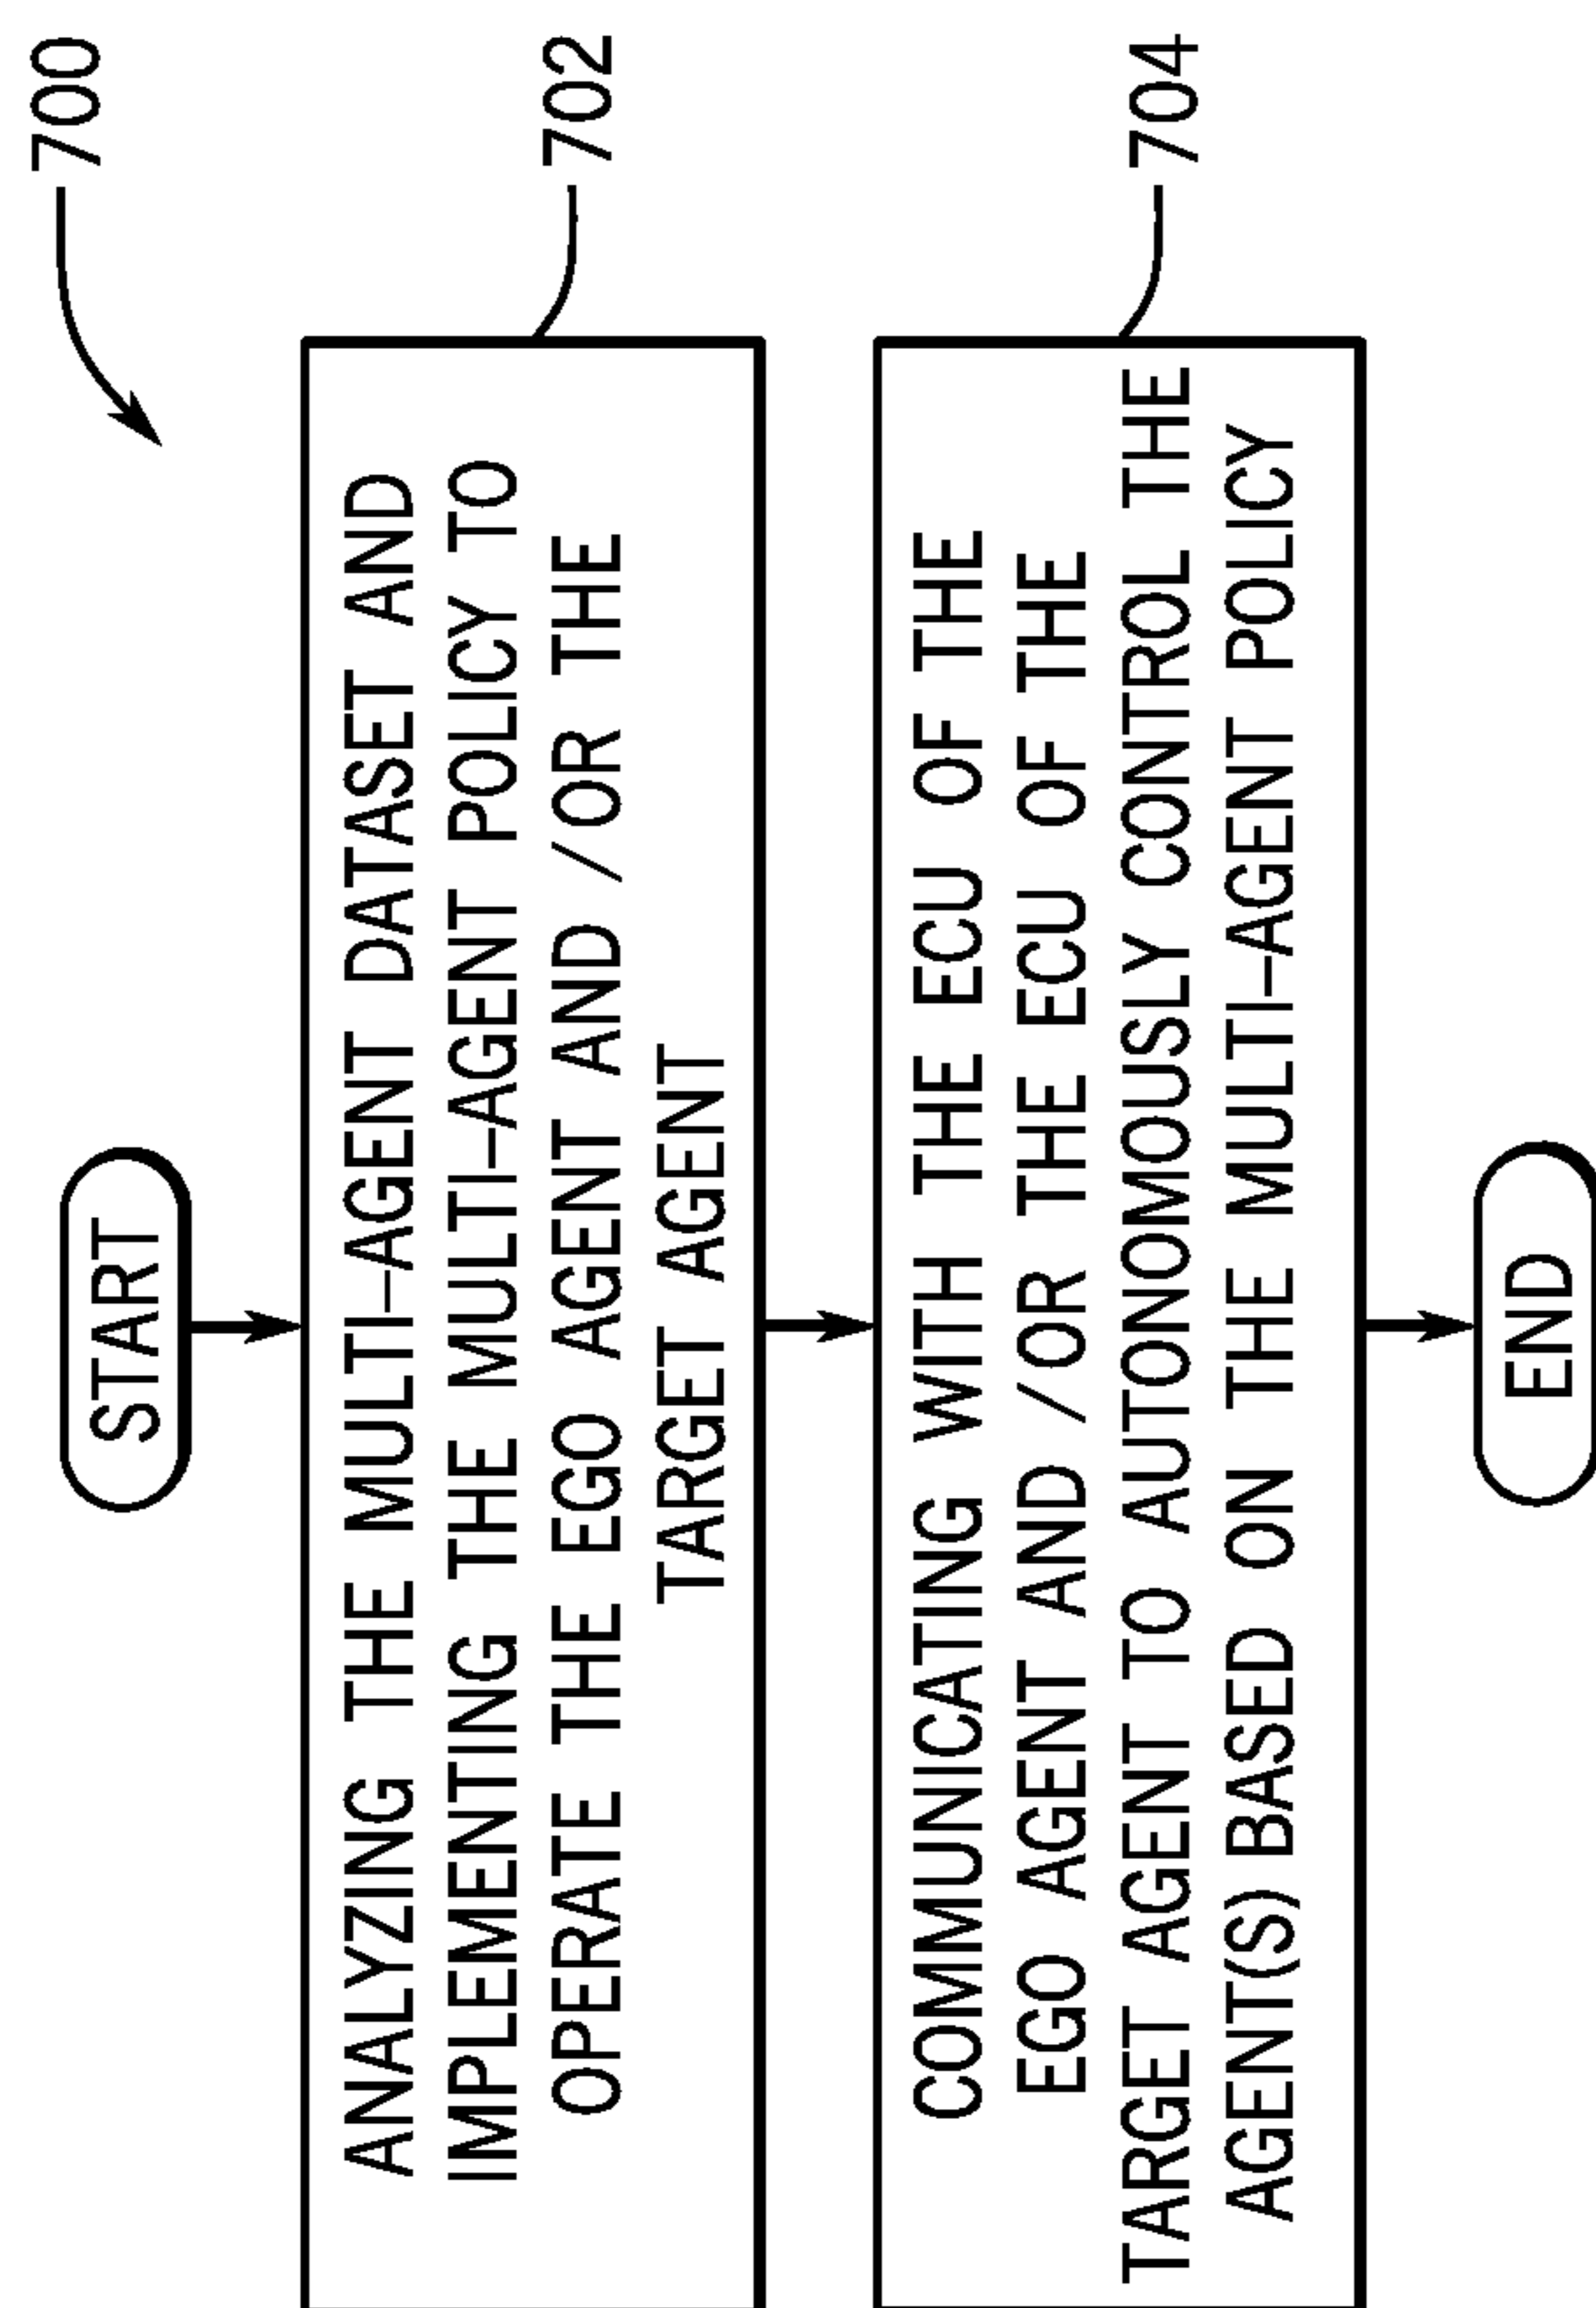 700
START
ANALYZING THE MULTI-AGENT DATASET AND
IMPLEMENTING THE MULTI-AGENT POLICY TO
OPERATE THE EGO AGENT AND /OR THE
TARGET AGENT
702
COMMUNICATING WITH THE ECU OF THE
EGO AGENT AND /OR THE ECU OF THE
TARGET AGENT TO AUTONOMOUSLY CONTROL THE
AGENT(S) BASED ON THE MULTI-AGENT POLICY
704
END